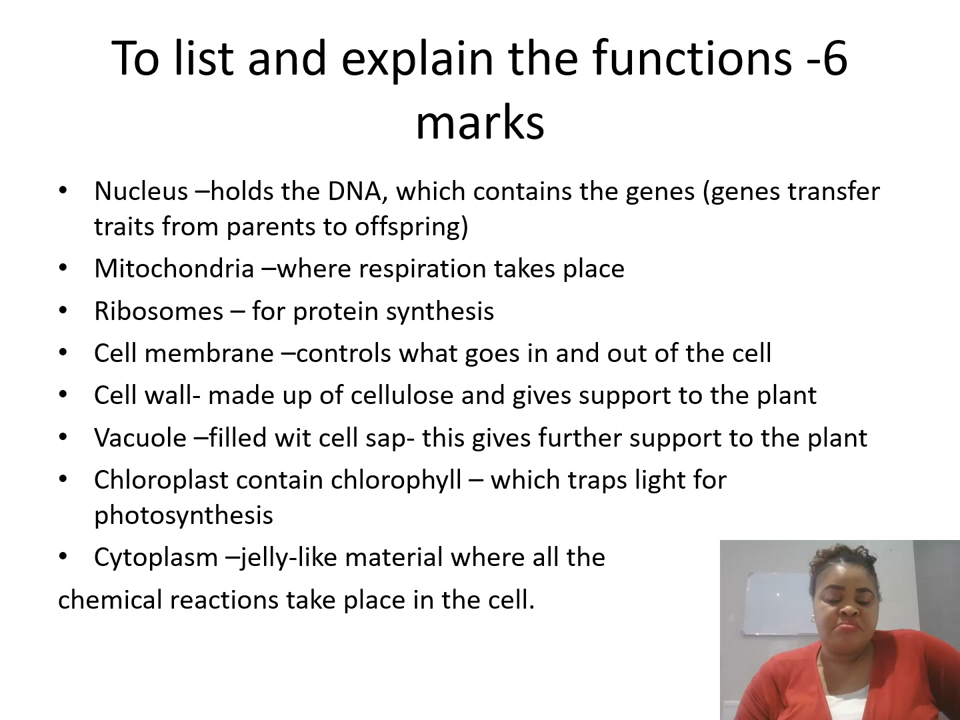 To list and explain the functions -6
marks
• Nucleus –holds the DNA, which contains the genes (genes transfer
traits from parents to offspring)
• Mitochondria –where respiration takes place
• Ribosomes – for protein synthesis
• Cell membrane –controls what goes in and out of the cell
• Cell wall- made up of cellulose and gives support to the plant
• Vacuole –filled wit cell sap- this gives further support to the plant
• Chloroplast contain chlorophyll – which traps light for
photosynthesis
• Cytoplasm –jelly-like material where all the
chemical reactions take place in the cell.